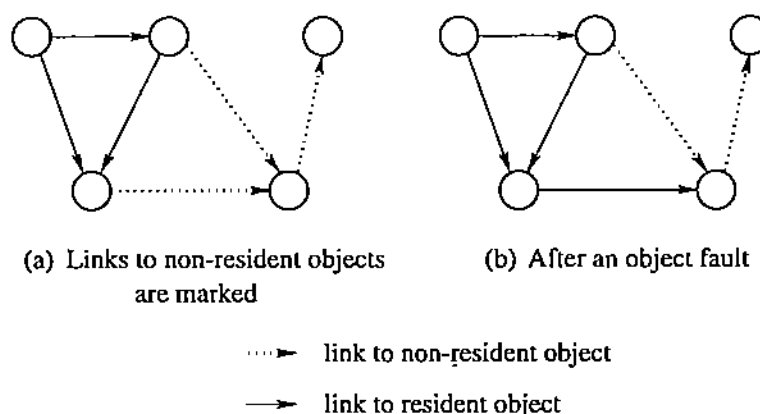 (a) Links to non-resident objects
are marked
(b) After an object fault
link to non-resident object
link to resident object